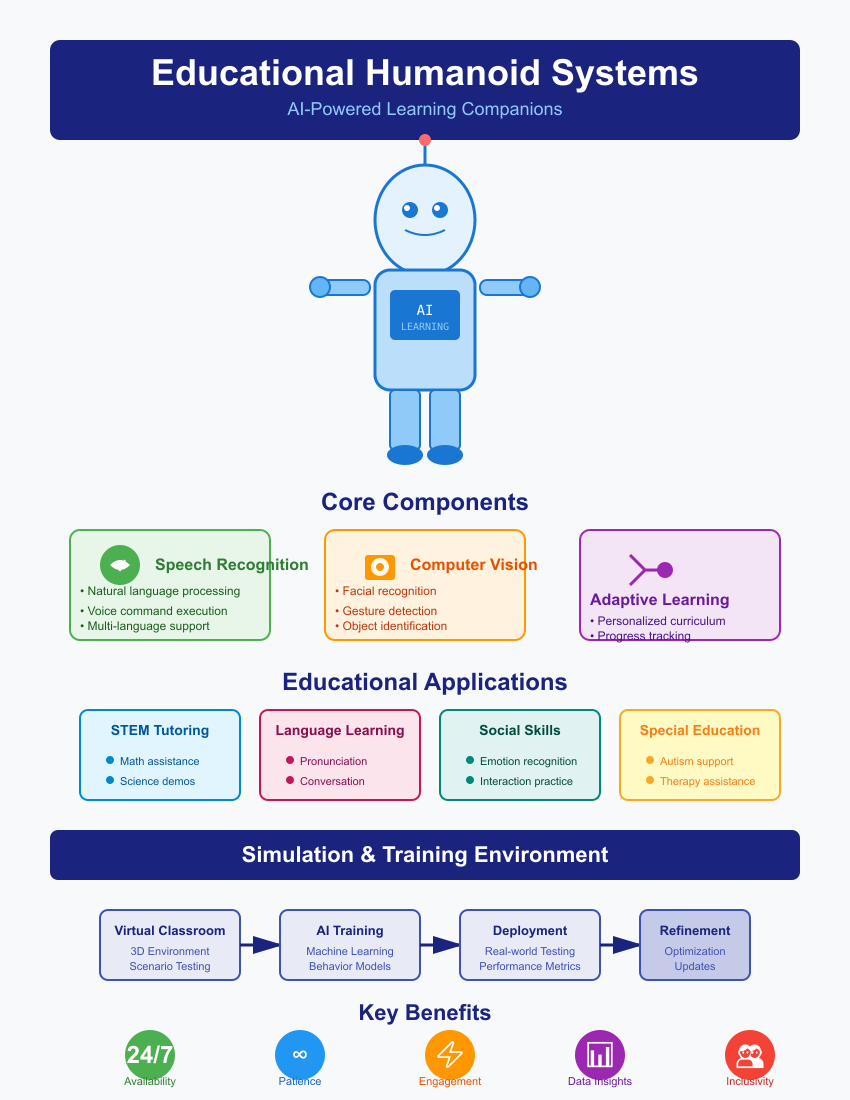 Educational Humanoid Systems
AI-Powered Learning Companions
AI
LEARNING
Core Components
Speech Recognition
• Natural language processing
• Voice command execution
• Multi-language support
Computer Vision
• Facial recognition
• Gesture detection
• Object identification
Adaptive Learning
• Personalized curriculum
• Progress tracking
Educational Applications
STEM Tutoring
Math assistance
Science demos
Language Learning
Pronunciation
Conversation
Social Skills
Emotion recognition
Interaction practice
Special Education
Autism support
Therapy assistance
Simulation & Training Environment
Virtual Classroom
3D Environment
Scenario Testing
AI Training
Machine Learning
Behavior Models
Deployment
Real-world Testing
Performance Metrics
Refinement
Optimization
Updates
Key Benefits
24/7
Availability
∞
Patience
Engagement
Data Insights
Inclusivity